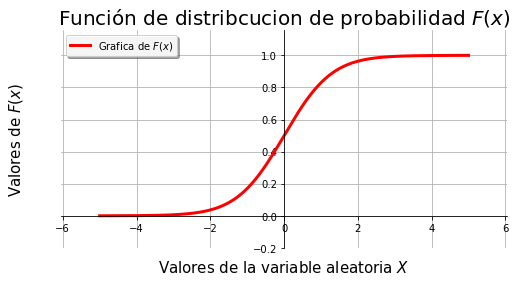 Función de distribcucion de probabilidad F(x)
Grafica de F(x)
Valores de F(x)
1.0
0.8
0.6
0.4
0.2
0.0
−0.2
−6 −4 −2 0 2 4 6
Valores de la variable aleatoria X